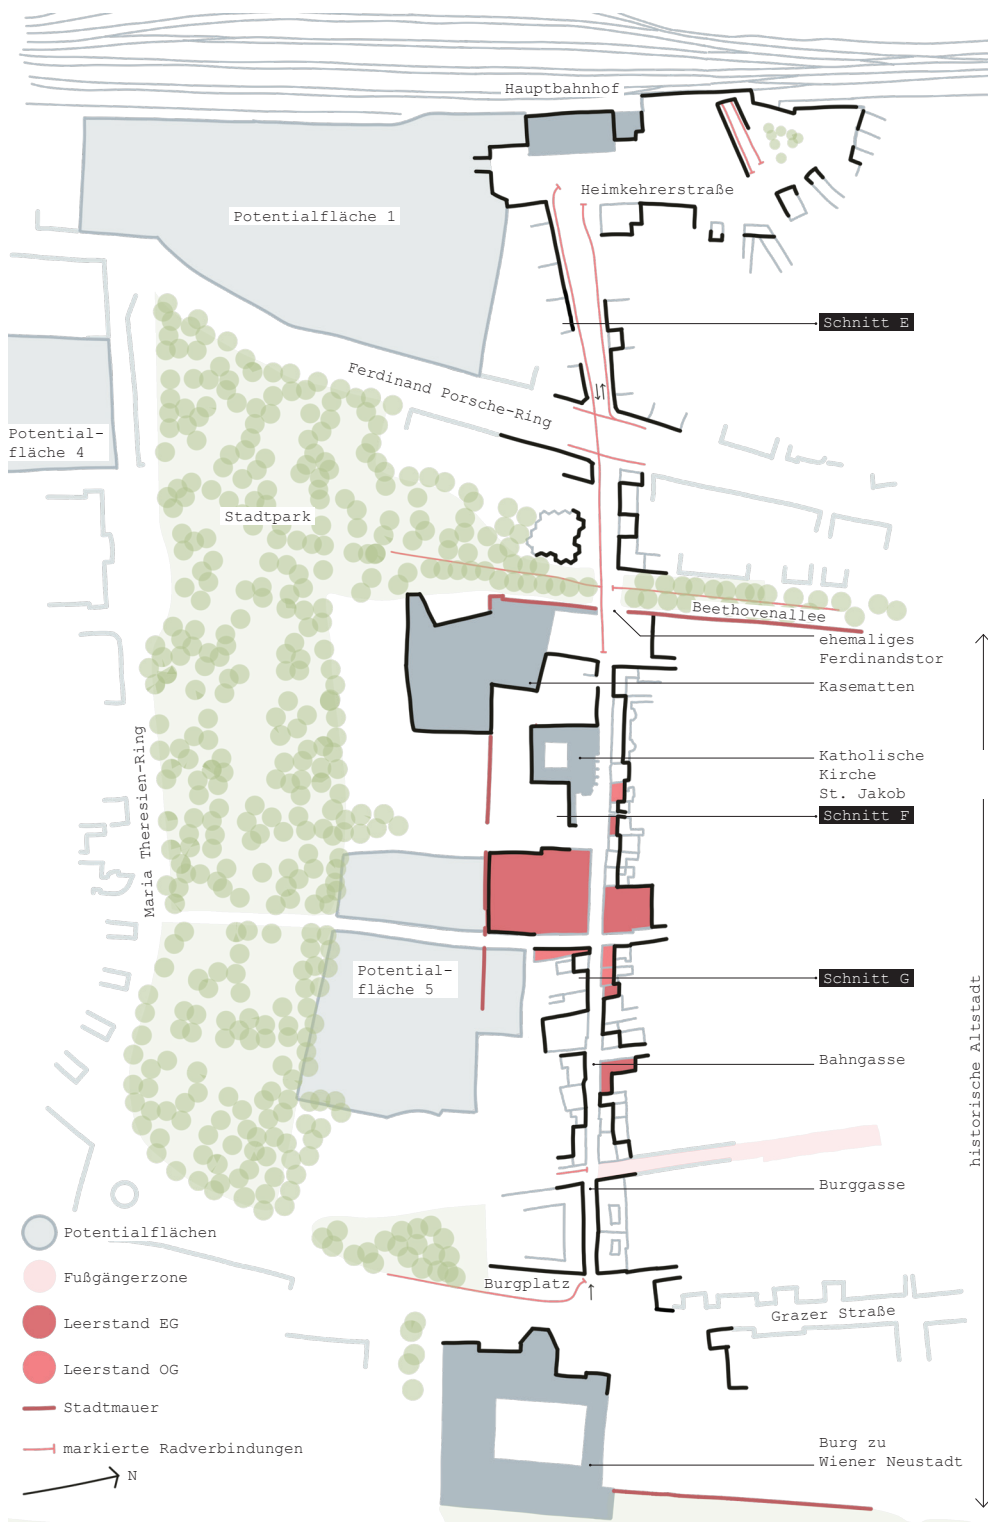 Hauptbahnhof
Heimkehrerstraße
Potentialfläche 1
Schnitt E
Ferdinand Porsche-Ring
Potential-
fläche 4
Stadtpark
Beethovenallee
ehemaliges
Ferdinandstor
Kasematten
Maria Theresien-Ring
Katholische
Kirche
St. Jakob
Schnitt F
Potential-
fläche 5
Schnitt G
historische Altstadt
Bahngasse
Burggasse
Potentialflächen
Fußgängerzone
Burgplatz
Grazer Straße
Leerstand EG
Leerstand OG
Stadtmauer
markierte Radverbindungen
N
Burg zu
Wiener Neustadt